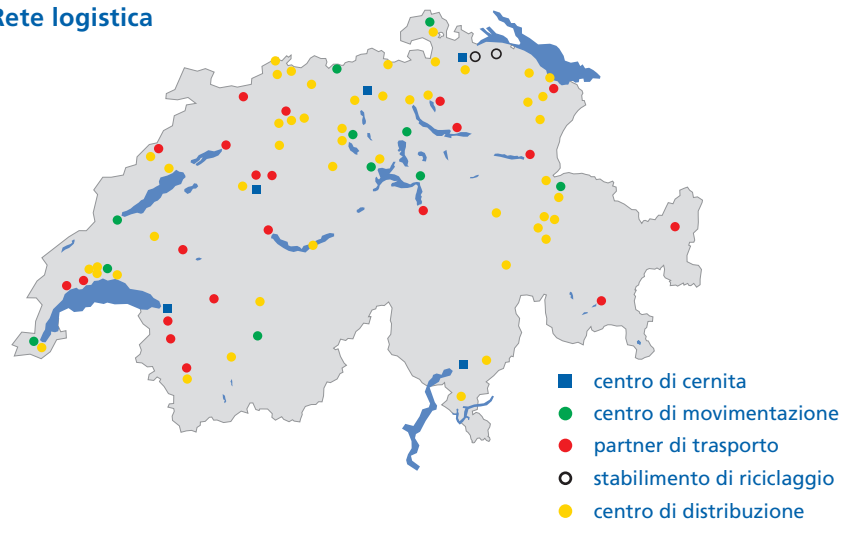 Rete logistica
centro di cernita
centro di movimentazione
partner di trasporto
stabilimento di riciclaggio
centro di distribuzione